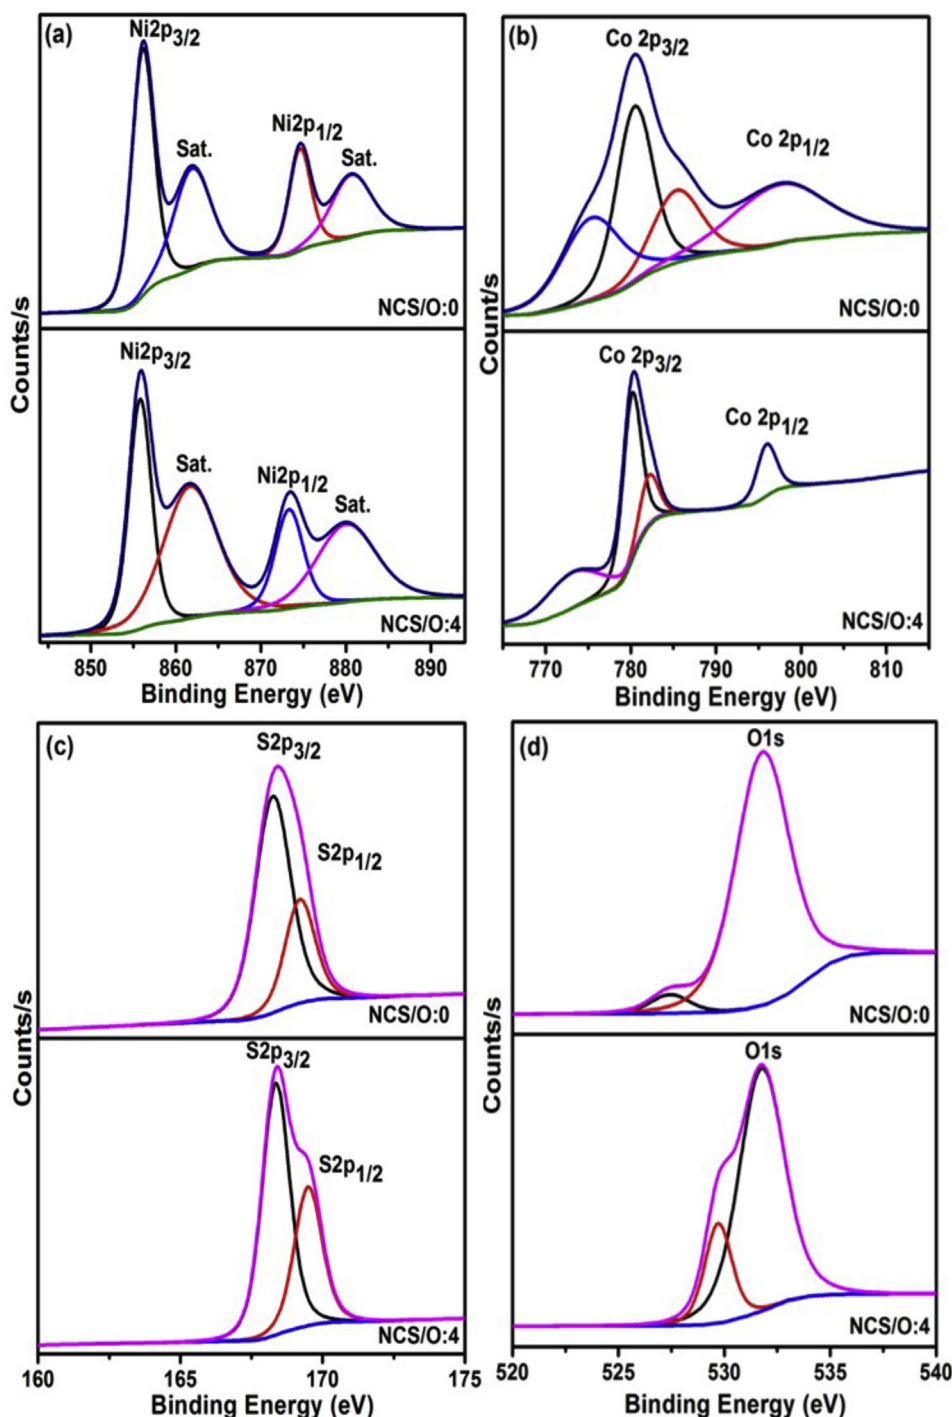 (a)
Ni2p3/2
Sat.
Ni2p1/2
Sat.
NCS/O:0
Ni2p3/2
Sat.
Ni2p1/2
Sat.
NCS/O:4
Counts/s
850 860 870 880 890
Binding Energy (eV)
(b)
Co 2p3/2
Co 2p1/2
NCS/O:0
Co 2p3/2
Co 2p1/2
NCS/O:4
Count/s
770 780 790 800 810
Binding Energy (eV)
(c)
S2p3/2
S2p1/2
NCS/O:0
S2p3/2
S2p1/2
NCS/O:4
Counts/s
160 165 170 175
Binding Energy (eV)
(d)
O1s
NCS/O:0
O1s
NCS/O:4
Counts/s
520 525 530 535 540
Binding Energy (eV)